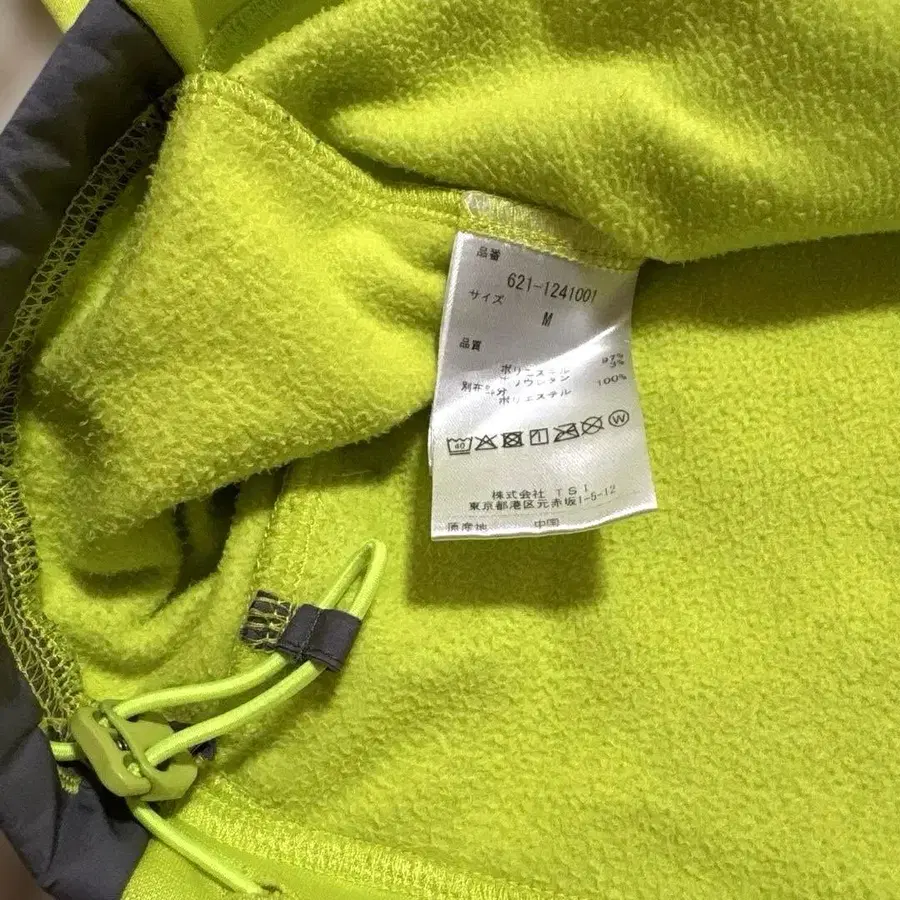 品番
621-1241001
サイズ
M
品質
ポリエステル 97%
ポリウレタン 3%
別布部分
ポリエステル 100%
40
W
株式会社 TSI
東京都港区元赤坂1-5-12
原産地 中国